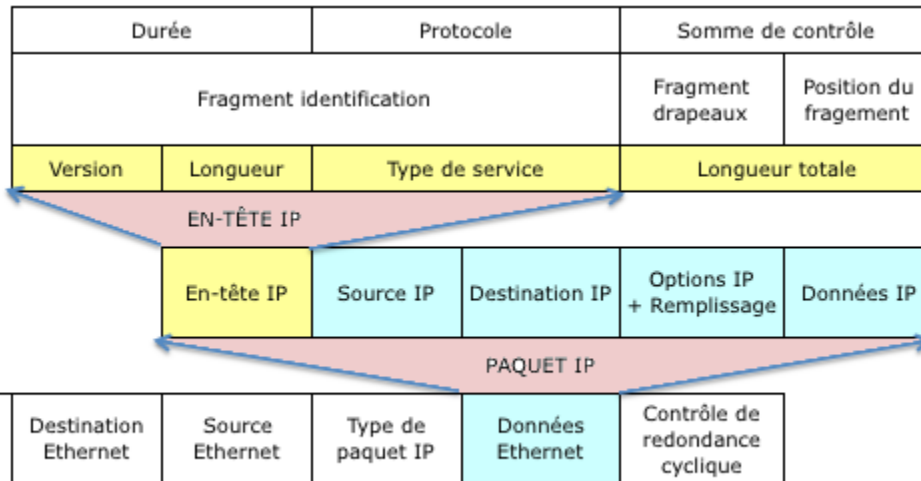 Durée Protocole Somme de contrôle
Fragment identification
Fragment
drapeaux
Position du
fragement
Version Longueur Type de service Longueur totale
EN-TÊTE IP
En-tête IP Source IP Destination IP
Options IP
+ Remplissage
Données IP
PAQUET IP
Destination
Ethernet
Source
Ethernet
Type de
paquet IP
Données
Ethernet
Contrôle de
redondance
cyclique